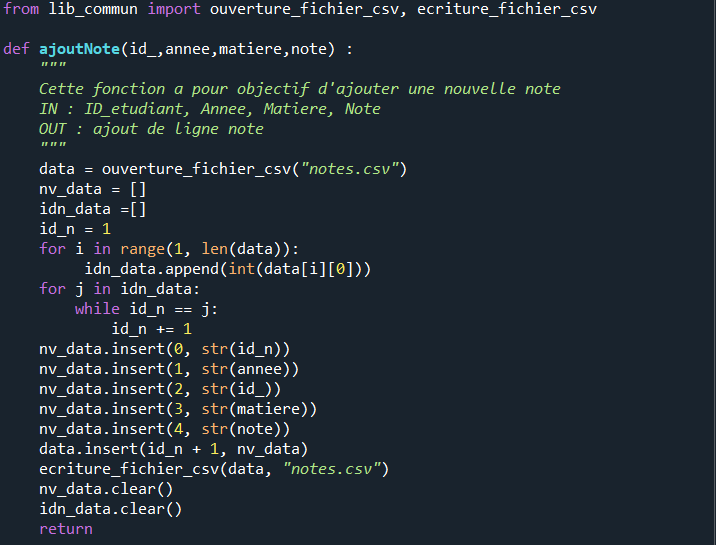 from lib_commun import ouverture_fichier_csv, ecriture_fichier_csv

def ajoutNote(id_,annee,matiere,note) :
    """
    Cette fonction a pour objectif d'ajouter une nouvelle note
    IN : ID_etudiant, Annee, Matiere, Note
    OUT : ajout de ligne note
    """
    data = ouverture_fichier_csv("notes.csv")
    nv_data = []
    idn_data =[]
    id_n = 1
    for i in range(1, len(data)):
         idn_data.append(int(data[i][0]))
    for j in idn_data:
        while id_n == j:
            id_n += 1
    nv_data.insert(0, str(id_n))
    nv_data.insert(1, str(annee))
    nv_data.insert(2, str(id_))
    nv_data.insert(3, str(matiere))
    nv_data.insert(4, str(note))
    data.insert(id_n + 1, nv_data)
    ecriture_fichier_csv(data, "notes.csv")
    nv_data.clear()
    idn_data.clear()
    return